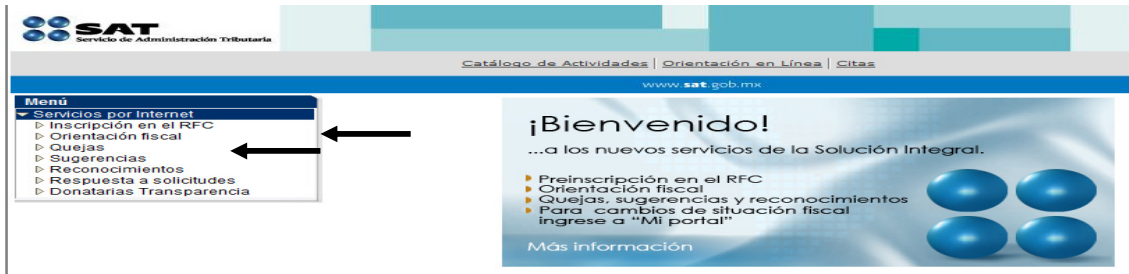 SAT
Servicio de Administración Tributaria
Catálogo de Actividades | Orientación en Línea | Citas
www.sat.gob.mx
Menú
Servicios por Internet
Inscripción en el RFC
Orientación fiscal
Quejas
Sugerencias
Reconocimientos
Respuesta a solicitudes
Donatarias Transparencia
¡Bienvenido!
...a los nuevos servicios de la Solución Integral.
Preinscripción en el RFC
Orientación fiscal
Quejas, sugerencias y reconocimientos
Para cambios de situación fiscal
ingrese a "Mi portal"
Más información